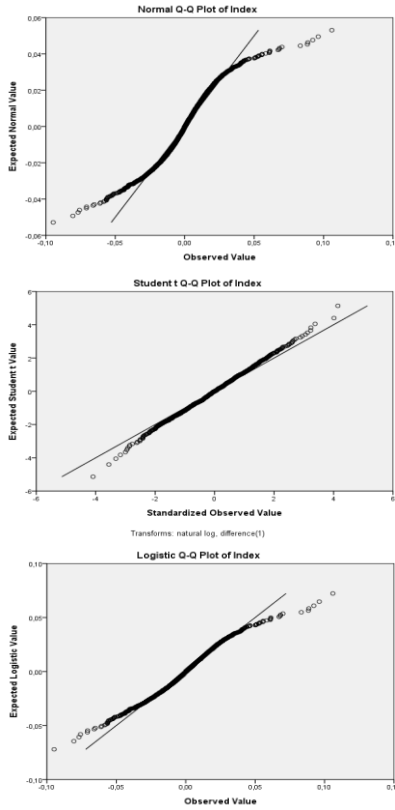 Normal Q-Q Plot of Index
0,06
0,04
0,02
0,00
-0,02
-0,04
-0,06
Expected Normal Value
-0,10 -0,05 0,00 0,05 0,10 0,1
Observed Value
Student t Q-Q Plot of Index
6
4
2
0
-2
-4
-6
Expected Student t Value
-6 -4 -2 0 2 4 6
Standardized Observed Value
Transforms: natural log, difference(1)
Logistic Q-Q Plot of Index
0,10
0,05
0,00
-0,05
-0,10
Expected Logistic Value
-0,10 -0,05 0,00 0,05 0,10 0,1
Observed Value